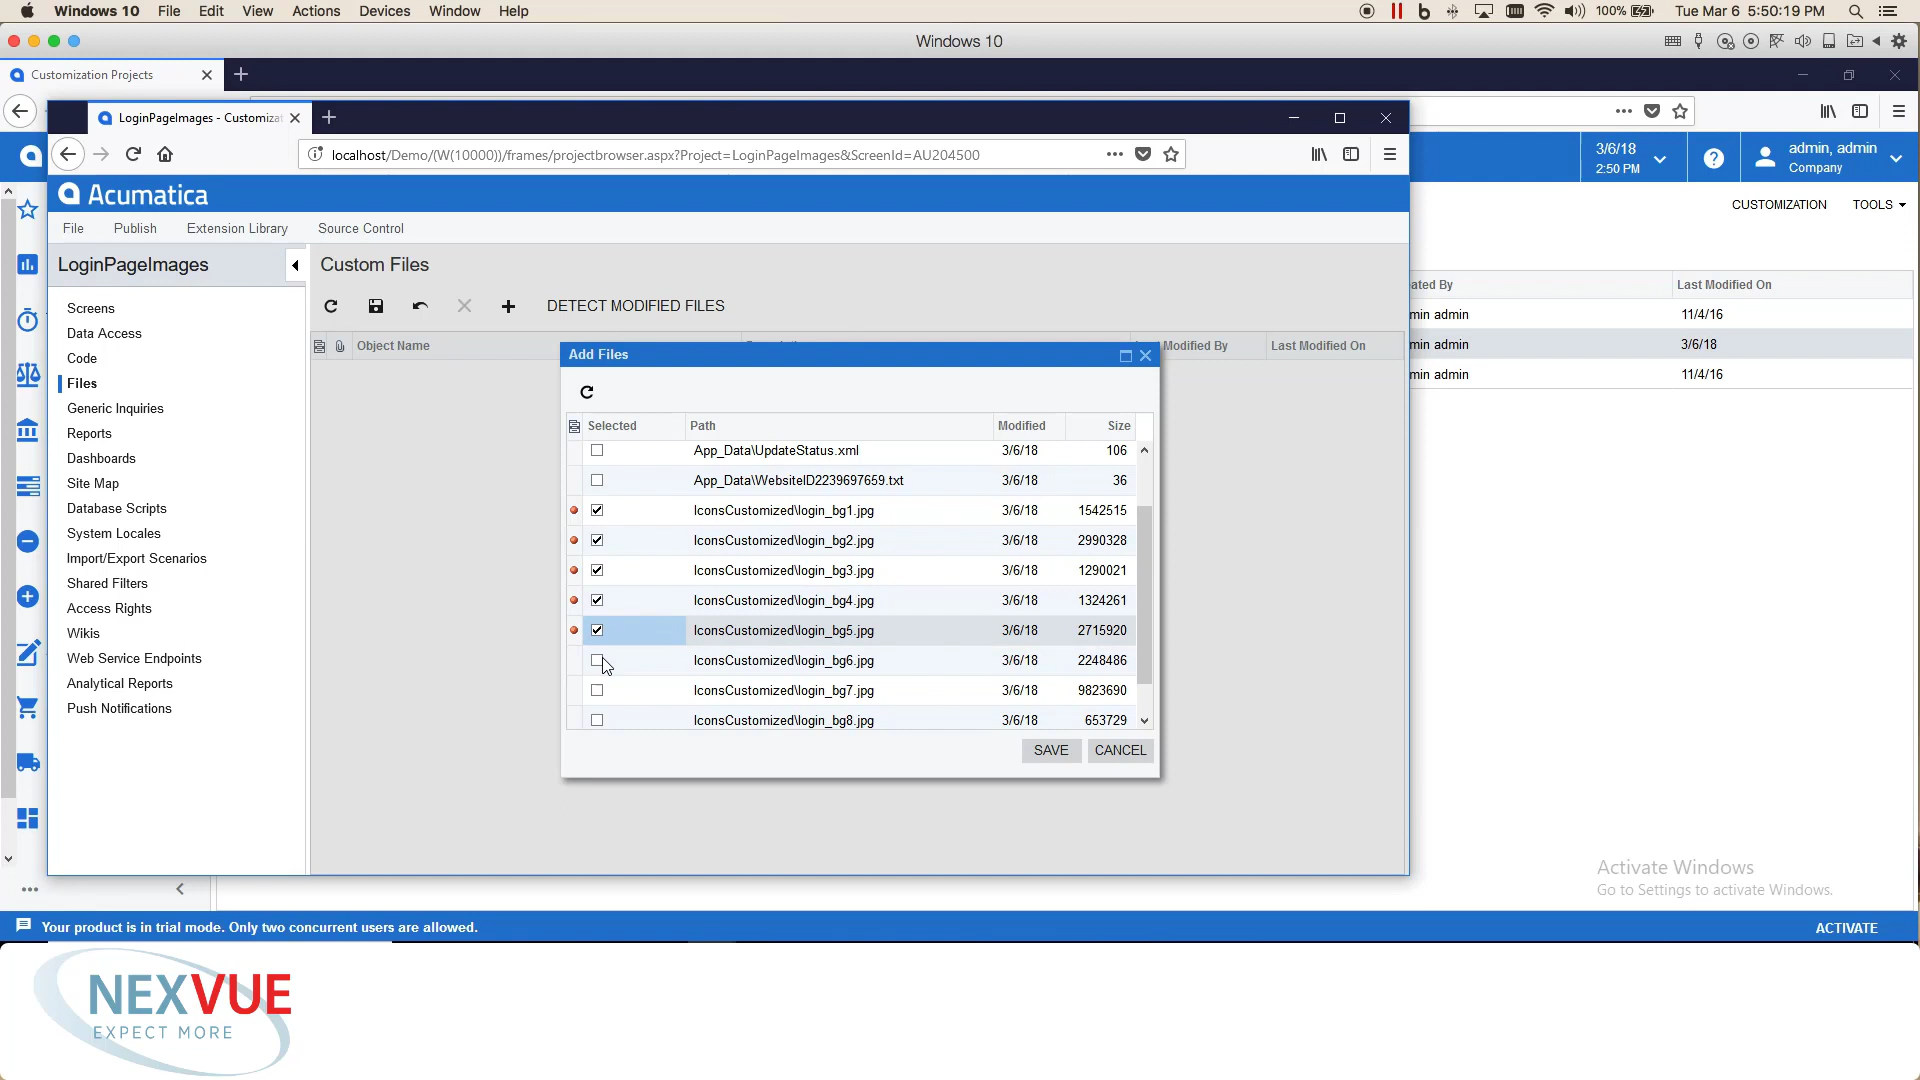 Windows 10 File Edit View Actions Devices Window Help 100% Tue Mar 6 5:50:19 PM
Windows 10
Customization Projects
LoginPageImages - Customizat
localhost/Demo/(W(10000))/frames/projectbrowser.aspx?Project=LoginPageImages&ScreenId=AU204500
3/6/18
2:50 PM
admin, admin
Company
Acumatica
CUSTOMIZATION TOOLS
File Publish Extension Library Source Control
LoginPageImages
Custom Files
DETECT MODIFIED FILES
Screens
Data Access
Code
Files
Generic Inquiries
Reports
Dashboards
Site Map
Database Scripts
System Locales
Import/Export Scenarios
Shared Filters
Access Rights
Wikis
Web Service Endpoints
Analytical Reports
Push Notifications
Object Name Modified By Last Modified On
ated By Last Modified On
min admin 11/4/16
min admin 3/6/18
min admin 11/4/16
Add Files
Selected Path Modified Size
App_Data\UpdateStatus.xml 3/6/18 106
App_Data\WebsiteID2239697659.txt 3/6/18 36
IconsCustomized\login_bg1.jpg 3/6/18 1542515
IconsCustomized\login_bg2.jpg 3/6/18 2990328
IconsCustomized\login_bg3.jpg 3/6/18 1290021
IconsCustomized\login_bg4.jpg 3/6/18 1324261
IconsCustomized\login_bg5.jpg 3/6/18 2715920
IconsCustomized\login_bg6.jpg 3/6/18 2248486
IconsCustomized\login_bg7.jpg 3/6/18 9823690
IconsCustomized\login_bg8.jpg 3/6/18 653729
SAVE CANCEL
Activate Windows
Go to Settings to activate Windows.
Your product is in trial mode. Only two concurrent users are allowed. ACTIVATE
NEXVUE
EXPECT MORE